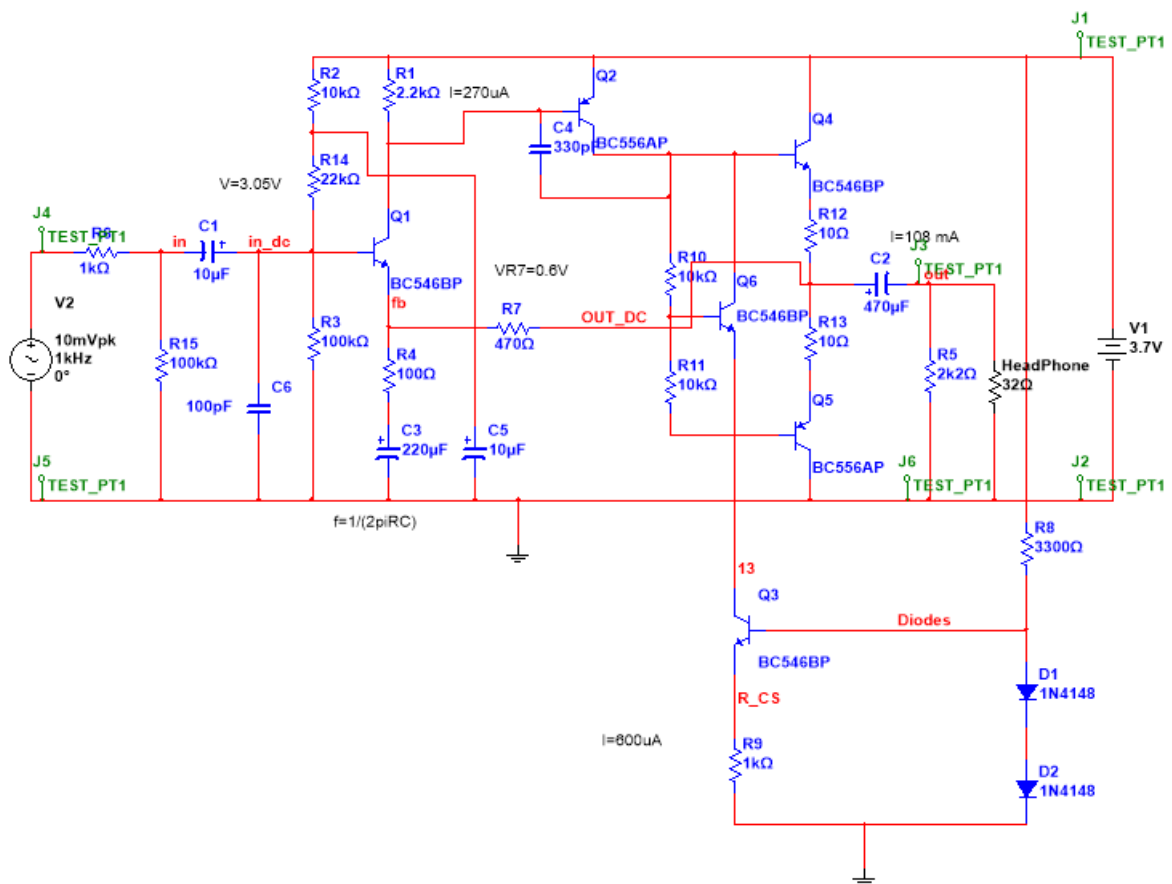 J1
TEST_PT1
R2
10kΩ
R1
2.2kΩ
I=270uA
Q2
C4
330pF
BC556AP
Q4
BC546BP
R14
22kΩ
V=3.05V
J4
TEST_PT1
R6
1kΩ
in
C1
10µF
in_dc
Q1
BC546BP
R12
10Ω
I=108 mA
J3
TEST_PT1
out
C2
470µF
VR7=0.6V
R10
10kΩ
Q6
BC546BP
fb
R7
470Ω
OUT_DC
V2
10mVpk
1kHz
0°
R15
100kΩ
R3
100kΩ
R4
100Ω
R13
10Ω
R11
10kΩ
R5
2k2Ω
HeadPhone
32Ω
V1
3.7V
C6
100pF
C3
220µF
C5
10µF
Q5
BC556AP
J5
TEST_PT1
J6
TEST_PT1
J2
TEST_PT1
f=1/(2piRC)
R8
3300Ω
13
Q3
BC546BP
Diodes
R_CS
D1
1N4148
I=600uA
R9
1kΩ
D2
1N4148